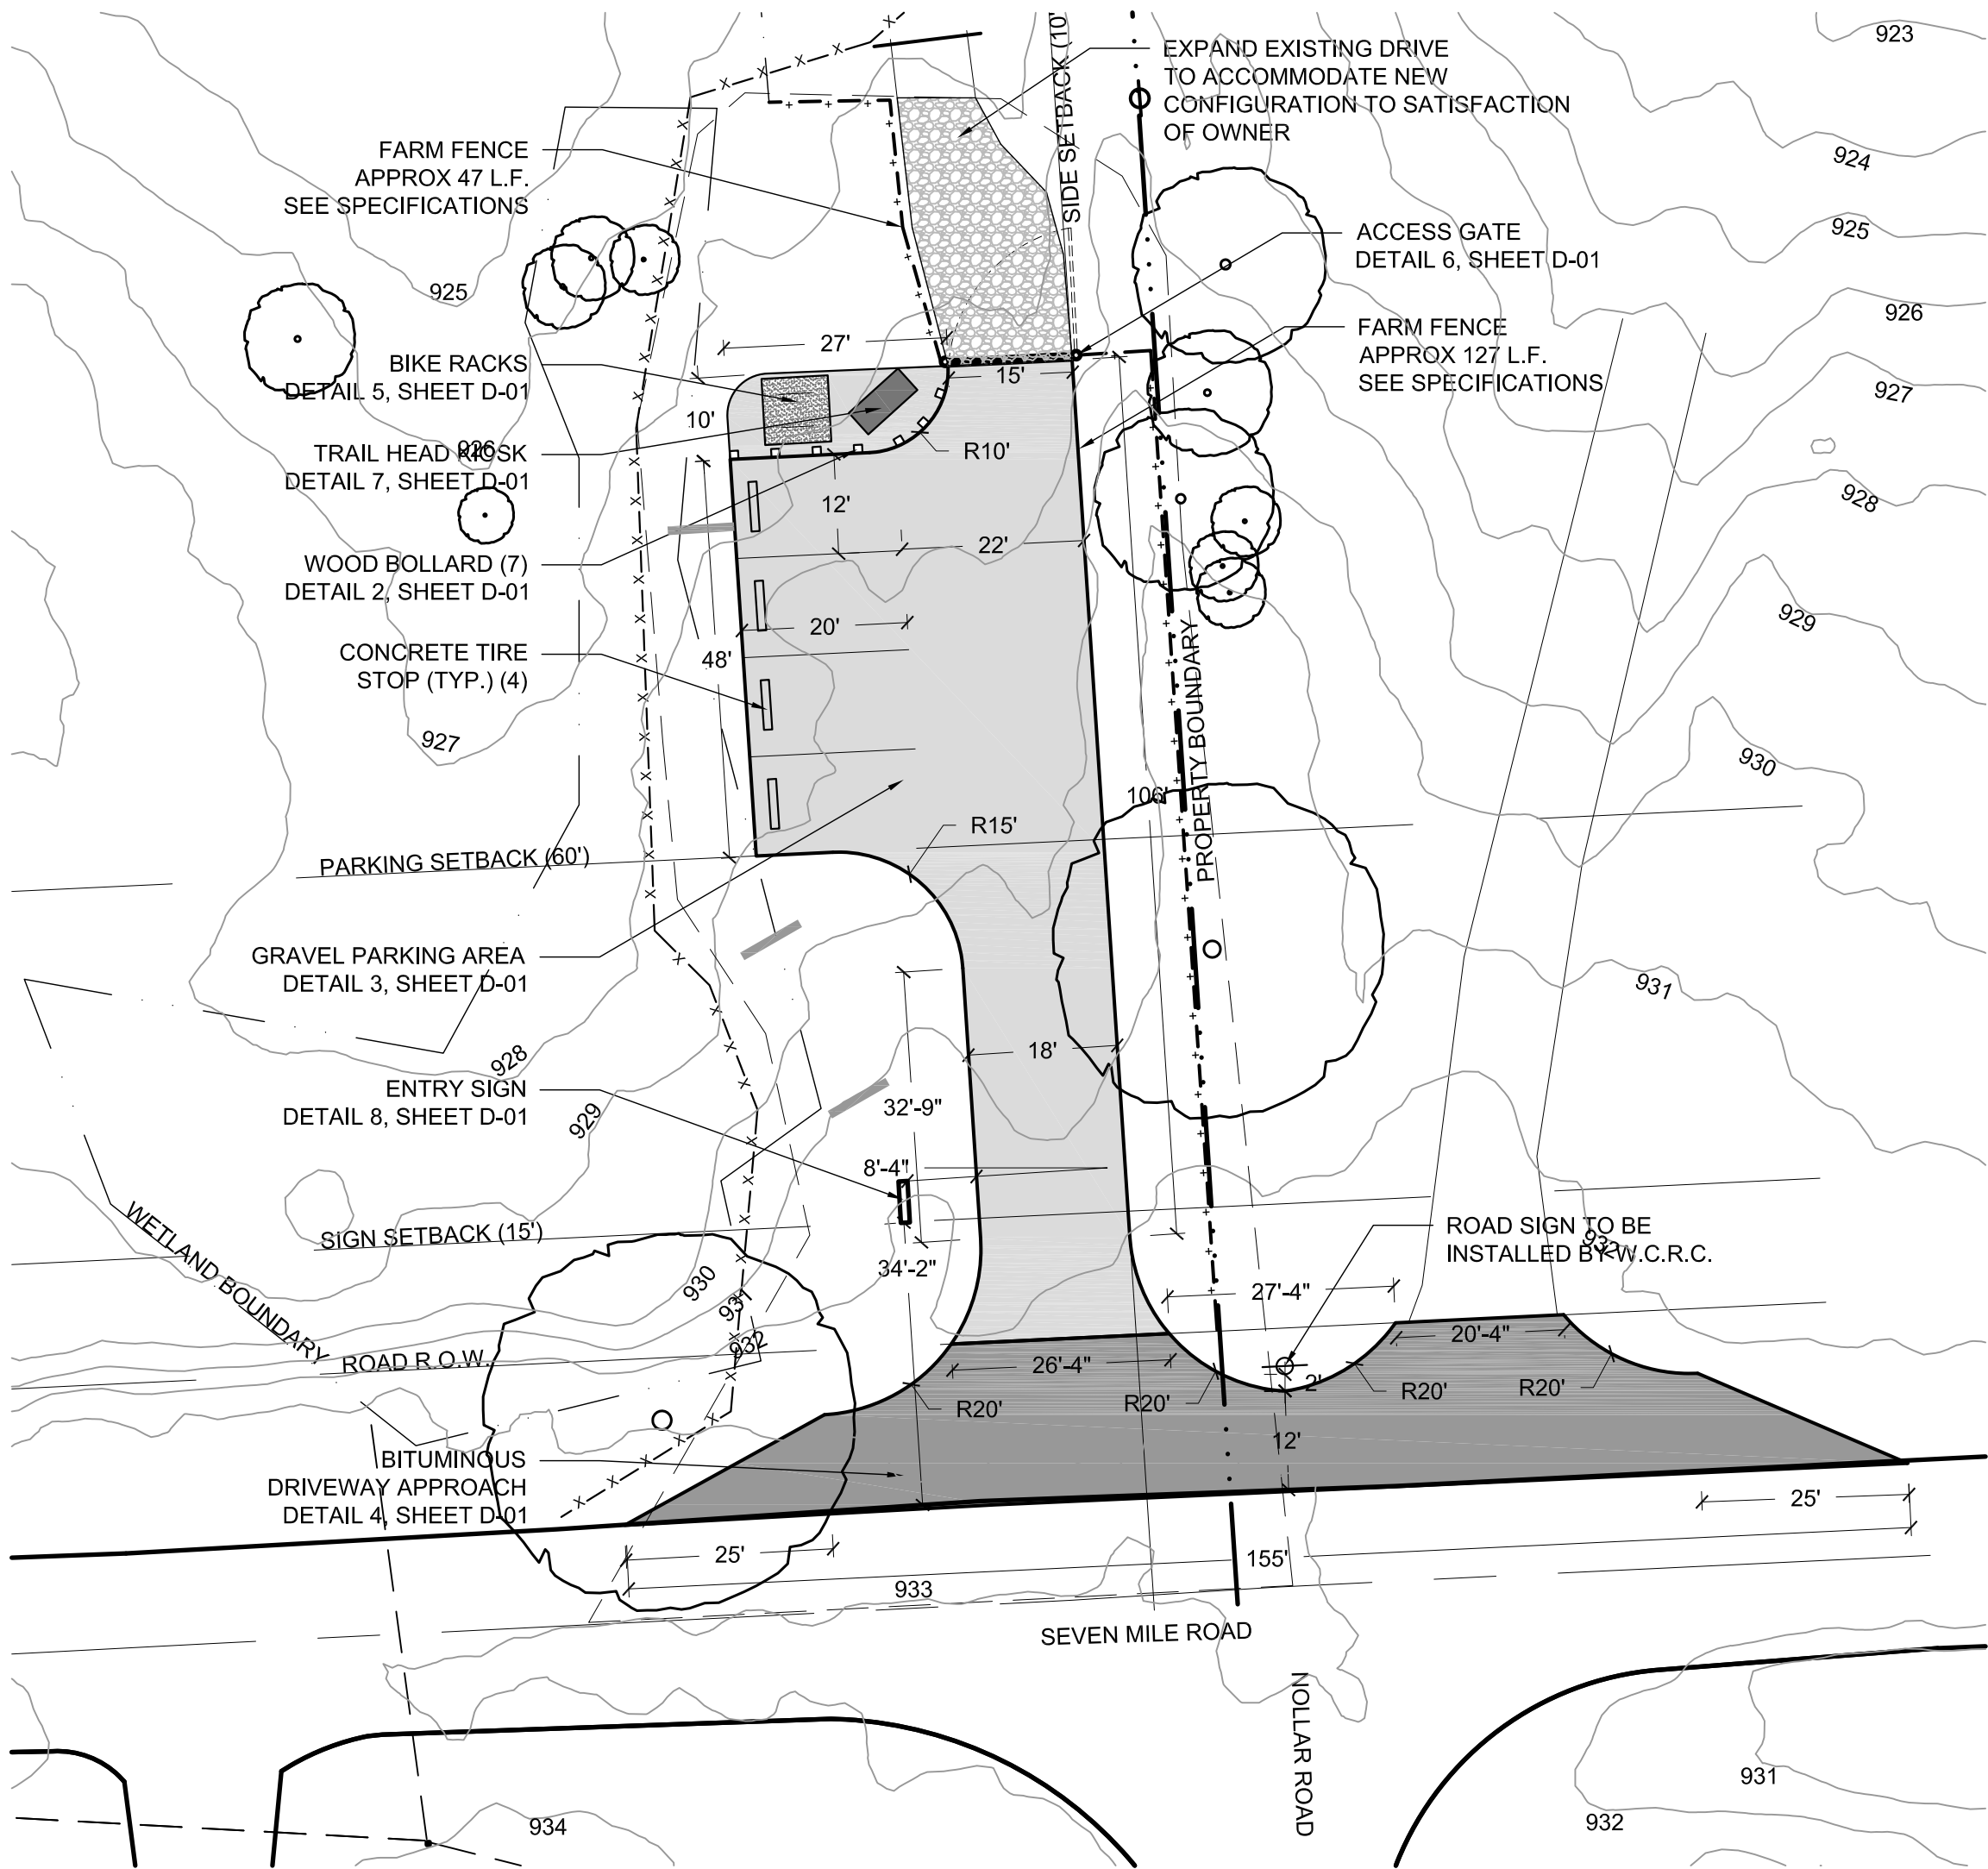 923
EXPAND EXISTING DRIVE
TO ACCOMMODATE NEW
CONFIGURATION TO SATISFACTION
OF OWNER
SIDE SETBACK (10'
FARM FENCE
APPROX 47 L.F.
SEE SPECIFICATIONS
924
925
ACCESS GATE
DETAIL 6, SHEET D-01
925
926
FARM FENCE
APPROX 127 L.F.
SEE SPECIFICATIONS
927
27'
15'
BIKE RACKS
DETAIL 5, SHEET D-01
10'
R10'
TRAIL HEAD KIOSK
DETAIL 7, SHEET D-01
926
928
12'
22'
WOOD BOLLARD (7)
DETAIL 2, SHEET D-01
929
20'
48'
CONCRETE TIRE
STOP (TYP.) (4)
PROPERTY BOUNDARY
927
930
106'
R15'
PARKING SETBACK (60')
GRAVEL PARKING AREA
DETAIL 3, SHEET D-01
931
18'
928
ENTRY SIGN
DETAIL 8, SHEET D-01
929
32'-9"
8'-4"
WETLAND BOUNDARY
SIGN SETBACK (15')
ROAD SIGN TO BE
INSTALLED BY W.C.R.C.
932
34'-2"
930
931
932
27'-4"
20'-4"
ROAD R.O.W.
26'-4"
2'
R20'
R20'
R20'
R20'
12'
BITUMINOUS
DRIVEWAY APPROACH
DETAIL 4, SHEET D-01
25'
25'
155'
933
SEVEN MILE ROAD
NOLLAR ROAD
931
932
934